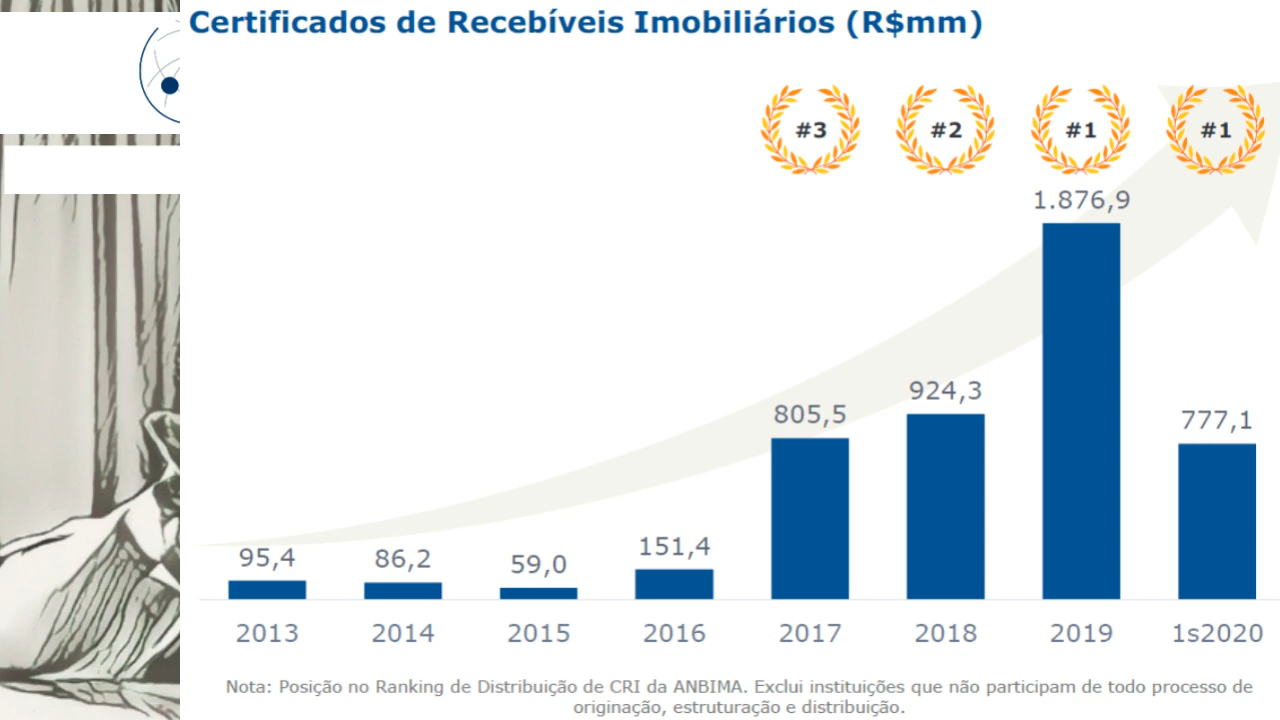 Certificados de Recebíveis Imobiliários (R$mm)
#3 #2 #1 #1
1.876,9
924,3
805,5
777,1
151,4
95,4 86,2 59,0
2013 2014 2015 2016 2017 2018 2019 1s2020
Nota: Posição no Ranking de Distribuição de CRI da ANBIMA. Exclui instituições que não participam de todo processo de
originação, estruturação e distribuição.